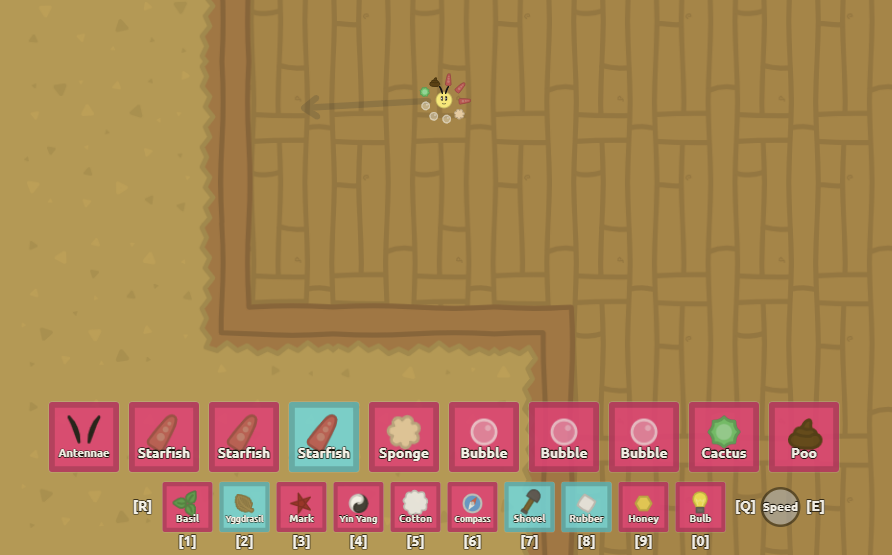 Antennae Starfish Starfish Starfish Sponge Bubble Bubble Bubble Cactus Poo
[R] Basil Yggdrasil Mark Yin Yang Cotton Compass Shovel Rubber Honey Bulb [Q] Speed [E]
[1] [2] [3] [4] [5] [6] [7] [8] [9] [0]